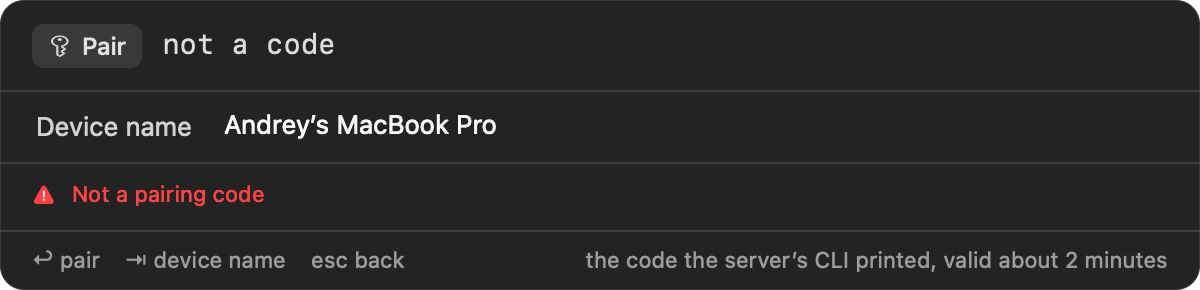 Pair not a code
Device name Andrey’s MacBook Pro
Not a pairing code
↩ pair ⇥ device name esc back the code the server’s CLI printed, valid about 2 minutes